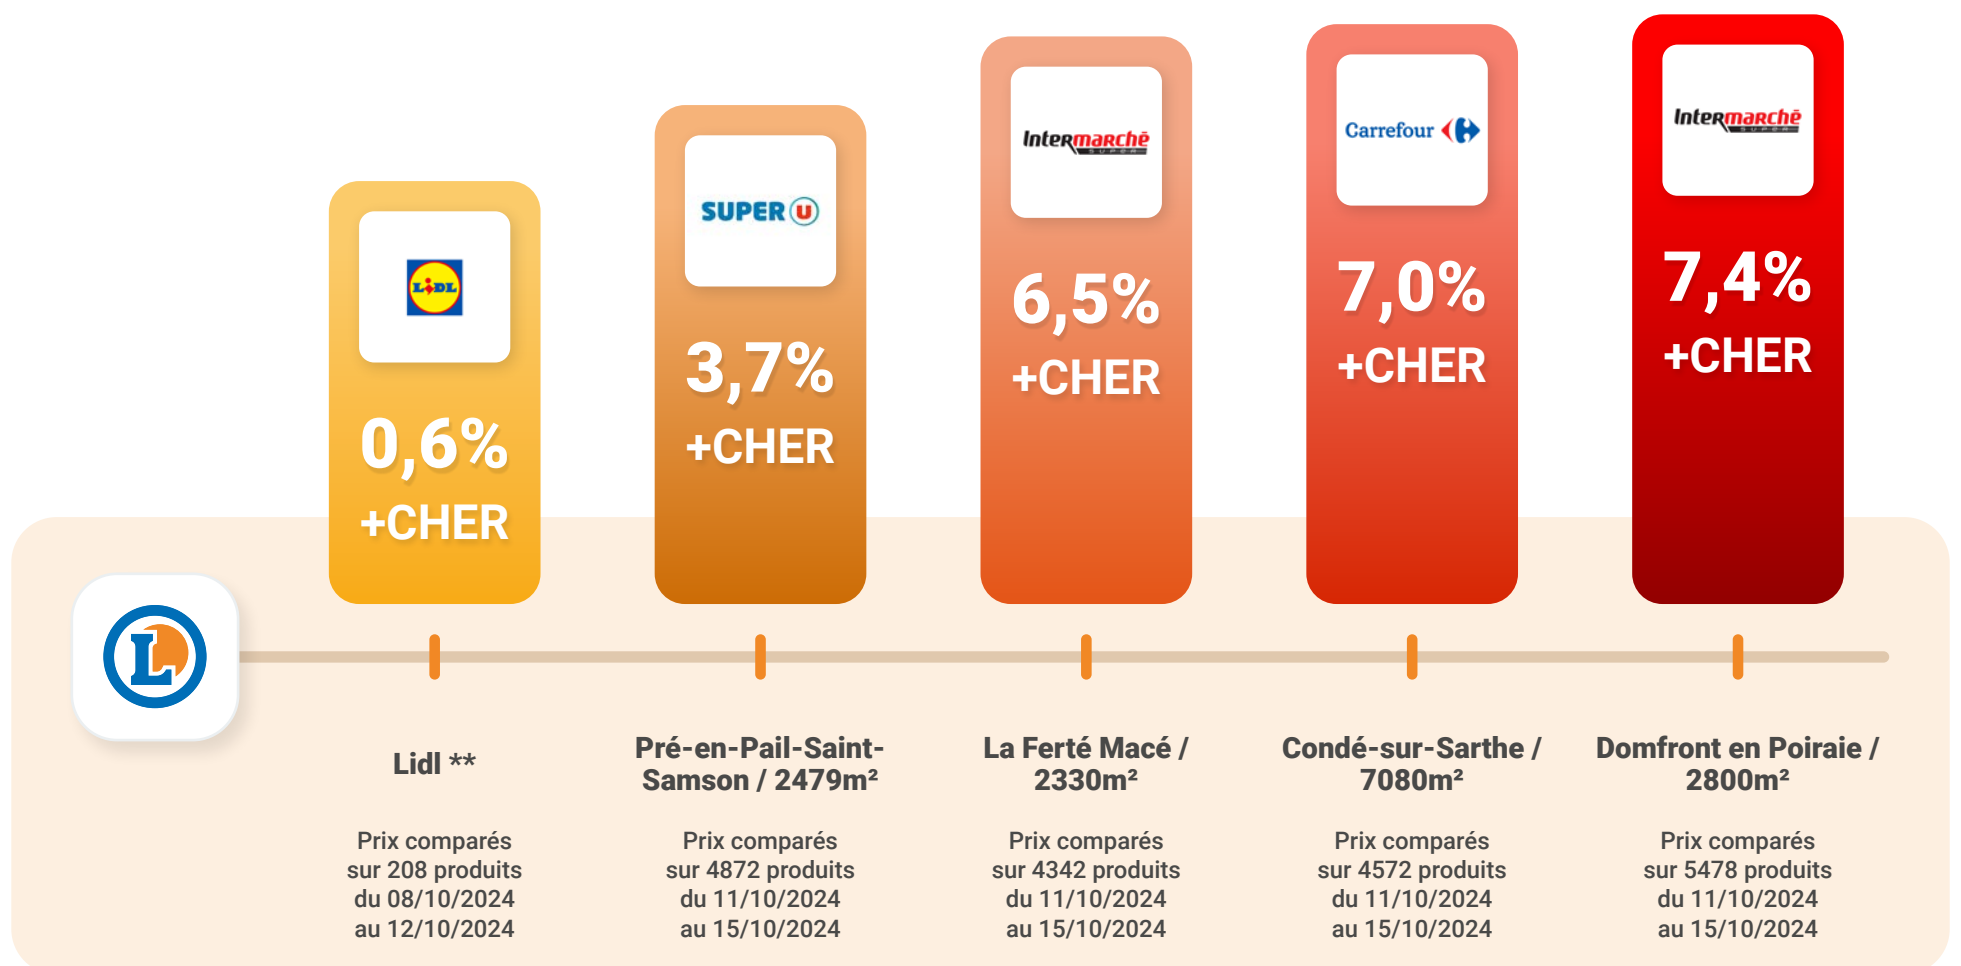 LIDL
0,6%
+CHER
SUPER U
3,7%
+CHER
Intermarchē
SUPER
6,5%
+CHER
Carrefour
7,0%
+CHER
Intermarchē
SUPER
7,4%
+CHER
L
Lidl **
Prix comparés
sur 208 produits
du 08/10/2024
au 12/10/2024
Pré-en-Pail-Saint-
Samson / 2479m²
Prix comparés
sur 4872 produits
du 11/10/2024
au 15/10/2024
La Ferté Macé /
2330m²
Prix comparés
sur 4342 produits
du 11/10/2024
au 15/10/2024
Condé-sur-Sarthe /
7080m²
Prix comparés
sur 4572 produits
du 11/10/2024
au 15/10/2024
Domfront en Poiraie /
2800m²
Prix comparés
sur 5478 produits
du 11/10/2024
au 15/10/2024